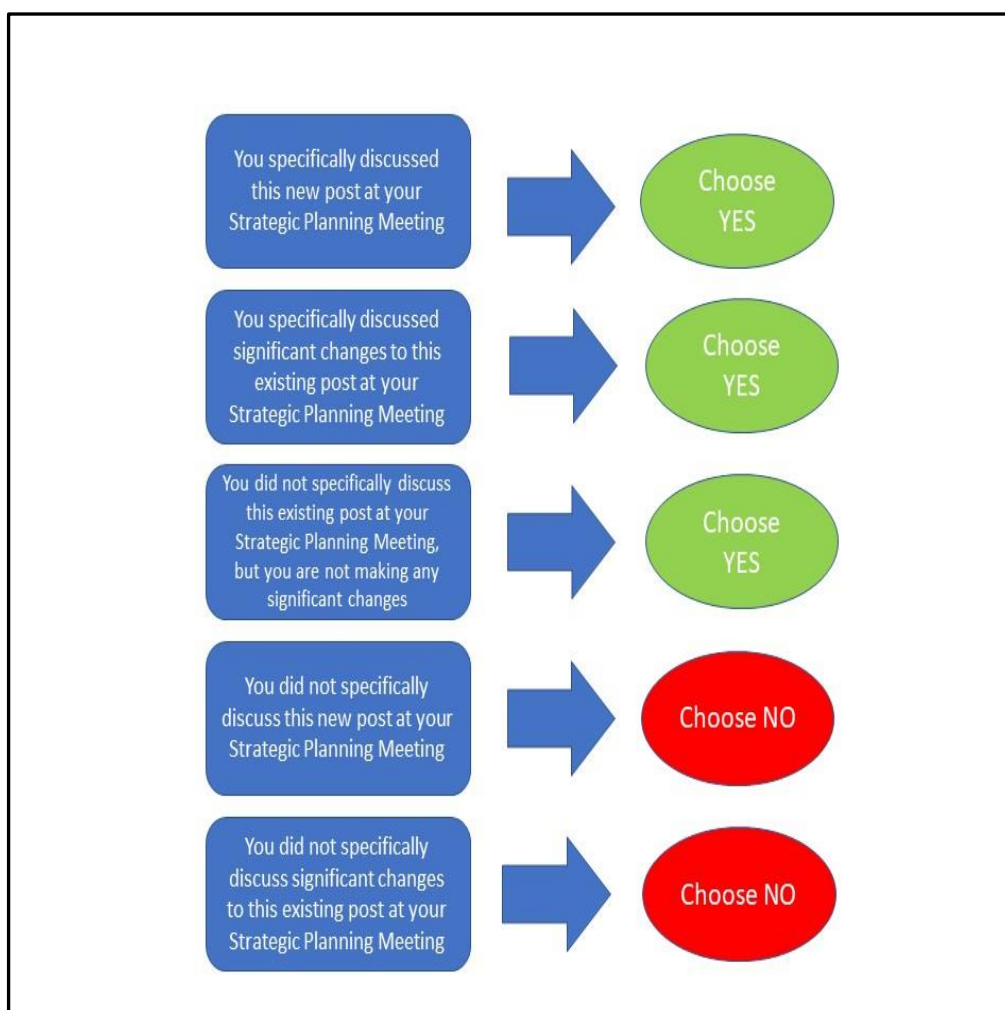 You specifically discussed
this new post at your
Strategic Planning Meeting
Choose
YES
You specifically discussed
significant changes to this
existing post at your
Strategic Planning Meeting
Choose
YES
You did not specifically discuss
this existing post at your
Strategic Planning Meeting,
but you are not making any
significant changes
Choose
YES
You did not specifically
discuss this new post at your
Strategic Planning Meeting
Choose NO
You did not specifically
discuss significant changes
to this existing post at your
Strategic Planning Meeting
Choose NO